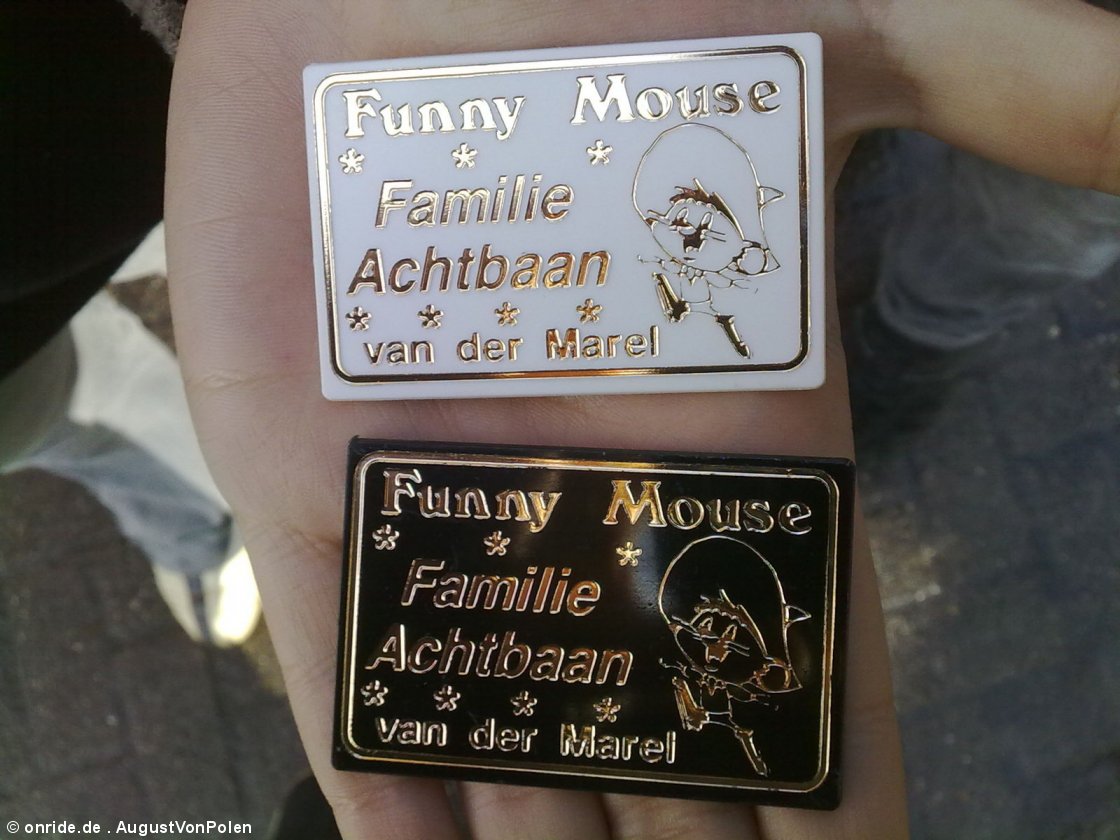 Funny Mouse
* * *
Familie
Achtbaan
* * * *
van der Marel
Funny Mouse
* * *
Familie
Achtbaan
* * * *
van der Marel
© onride.de . AugustVonPolen